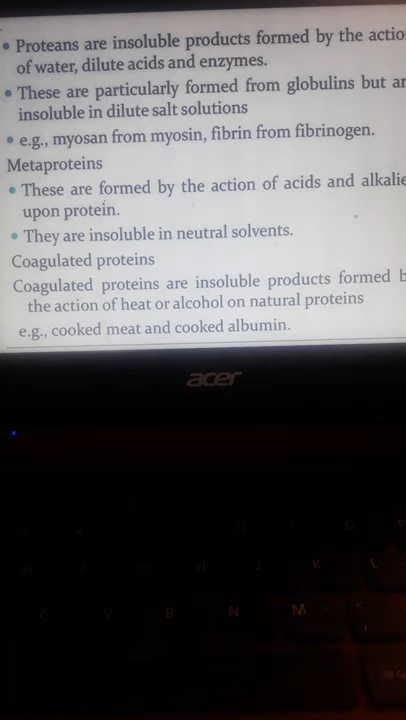 • Proteans are insoluble products formed by the actio
of water, dilute acids and enzymes.
• These are particularly formed from globulins but ar
insoluble in dilute salt solutions
• e.g., myosan from myosin, fibrin from fibrinogen.
Metaproteins
• These are formed by the action of acids and alkalie
upon protein.
• They are insoluble in neutral solvents.
Coagulated proteins
Coagulated proteins are insoluble products formed b
the action of heat or alcohol on natural proteins
e.g., cooked meat and cooked albumin.
acer
K L
V B N M <
,